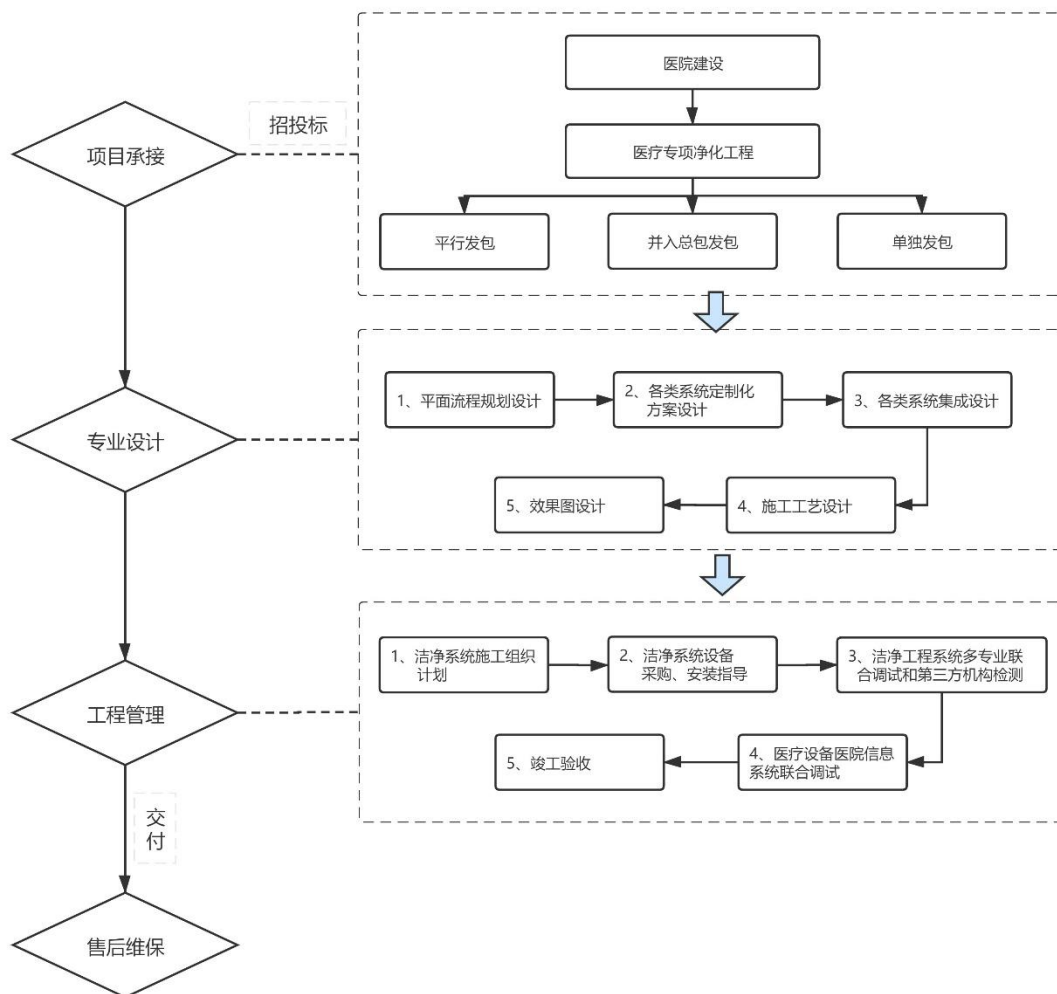 医院建设
招投标
项目承接
医疗专项净化工程
平行发包
并入总包发包
单独发包
1、平面流程规划设计
2、各类系统定制化
方案设计
3、各类系统集成设计
专业设计
5、效果图设计
4、施工工艺设计
1、洁净系统施工组织
计划
2、洁净系统设备
采购、安装指导
3、洁净工程系统多专业联
合调试和第三方机构检测
工程管理
5、竣工验收
4、医疗设备医院信息
系统联合调试
交
付
售后维保